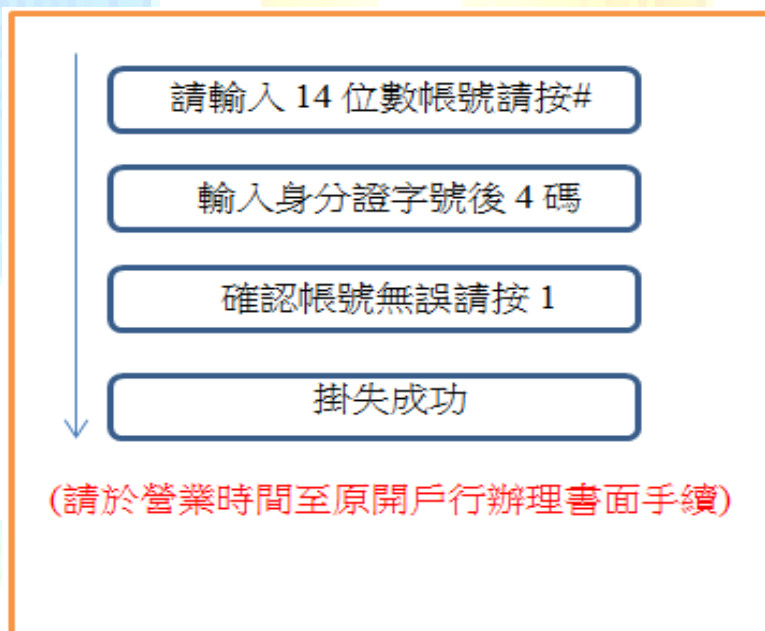 請輸入 14 位數帳號請按#
輸入身分證字號後 4 碼
確認帳號無誤請按 1
掛失成功
(請於營業時間至原開戶行辦理書面手續)